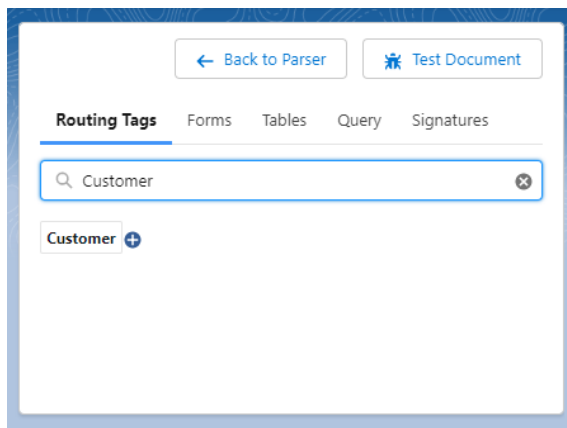 Back to Parser Test Document
Routing Tags Forms Tables Query Signatures
Customer
Customer